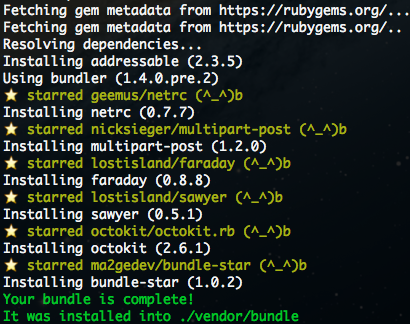 Fetching gem metadata from https://rubygems.org/...
Fetching gem metadata from https://rubygems.org/..
Resolving dependencies...
Installing addressable (2.3.5)
Using bundler (1.4.0.pre.2)
⭐ starred geemus/netrc (^_^)b
Installing netrc (0.7.7)
⭐ starred nicksieger/multipart-post (^_^)b
Installing multipart-post (1.2.0)
⭐ starred lostisland/faraday (^_^)b
Installing faraday (0.8.8)
⭐ starred lostisland/sawyer (^_^)b
Installing sawyer (0.5.1)
⭐ starred octokit/octokit.rb (^_^)b
Installing octokit (2.6.1)
⭐ starred ma2gedev/bundle-star (^_^)b
Installing bundle-star (1.0.2)
Your bundle is complete!
It was installed into ./vendor/bundle